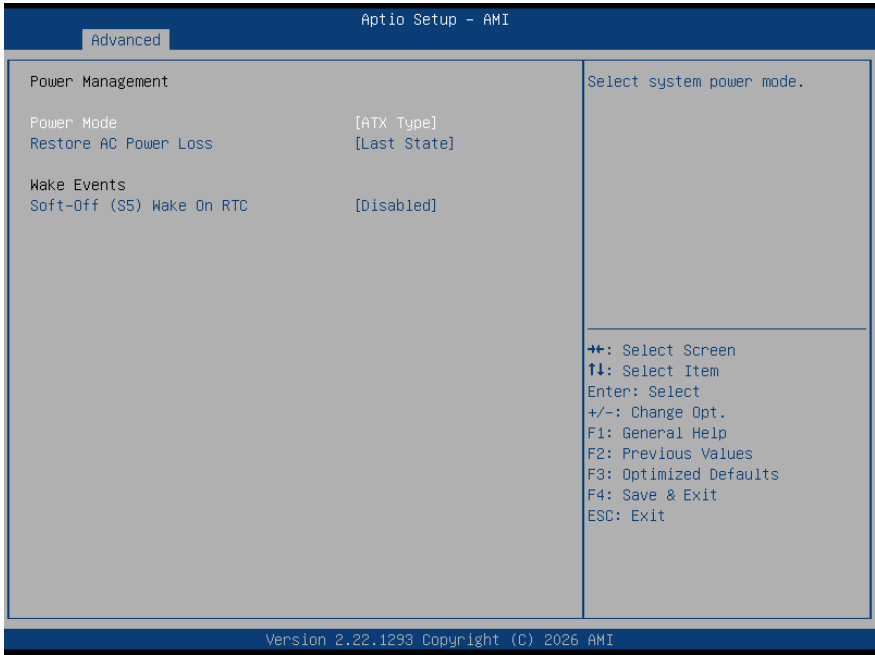 Aptio Setup – AMI
Advanced
Power Management
Select system power mode.
Power Mode [ATX Type]
Restore AC Power Loss [Last State]
Wake Events
Soft-Off (S5) Wake On RTC [Disabled]
→←: Select Screen
↑↓: Select Item
Enter: Select
+/-: Change Opt.
F1: General Help
F2: Previous Values
F3: Optimized Defaults
F4: Save & Exit
ESC: Exit
Version 2.22.1293 Copyright (C) 2026 AMI